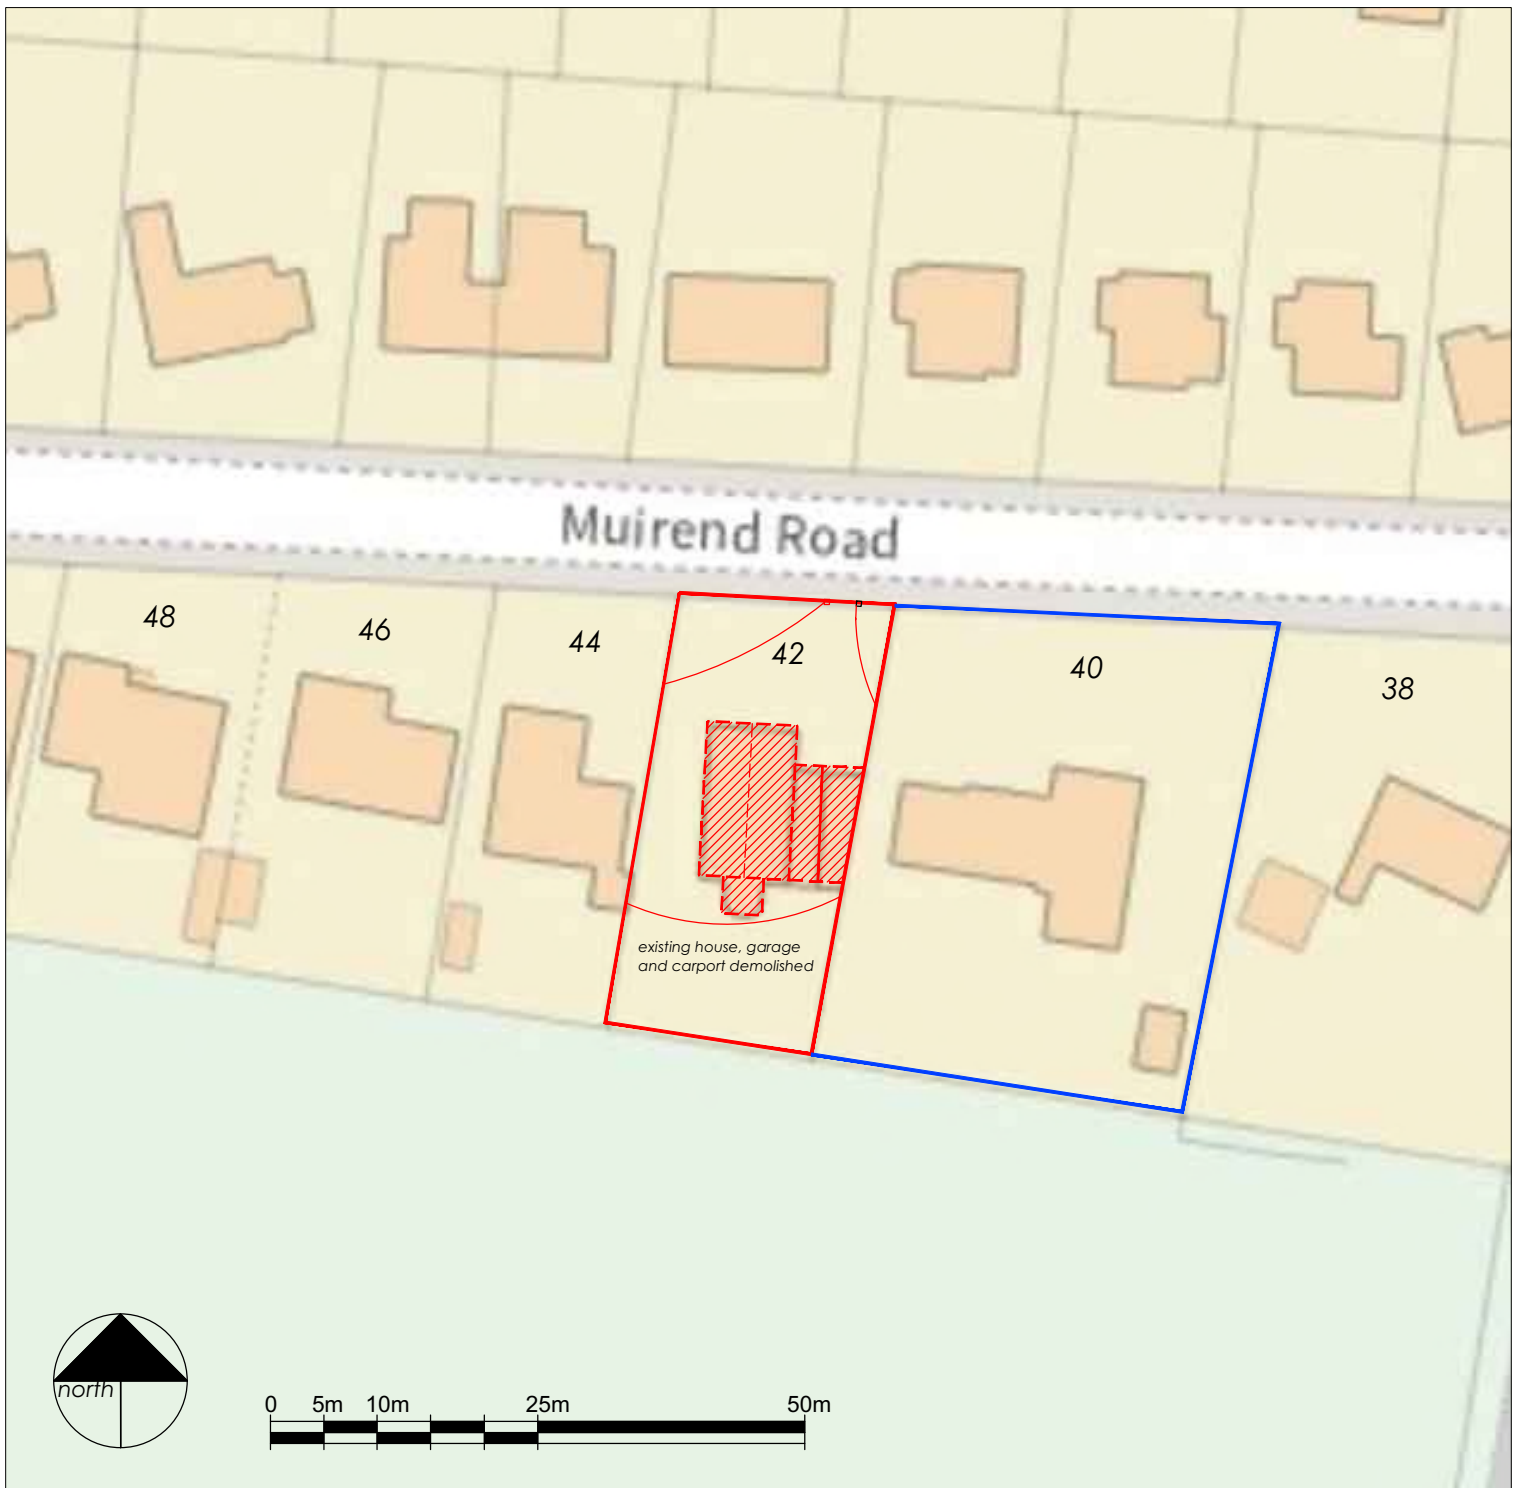 Muirend Road
48
46
44
42
40
38
existing house, garage
and carport demolished
north
0 5m 10m 25m 50m